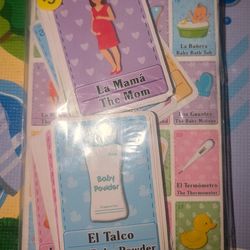 La Mamá
The Mom
La Bañera
Baby Bath Tub
Los Guantes
The Baby Mittens
El Termómetro
The Thermometer
Baby
Powder
El Talco
Powder